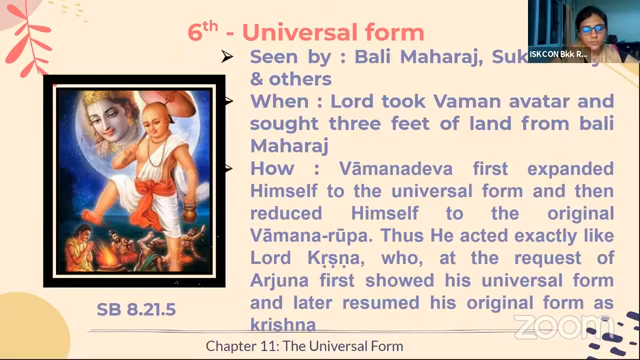 6th - Universal form
ISKCON Bkk R...
Seen by : Bali Maharaj,
& others
When : Lord took Vaman avatar and
sought three feet of land from bali
Maharaj
How : Vāmanadeva first expanded
Himself to the universal form and then
reduced Himself to the original
Vāmana-rūpa. Thus He acted exactly like
Lord Kṛṣṇa, who, at the request of
Arjuna first showed his universal form
and later resumed his original form as
krishna
SB 8.21.5
zoom
Chapter 11: The Universal Form